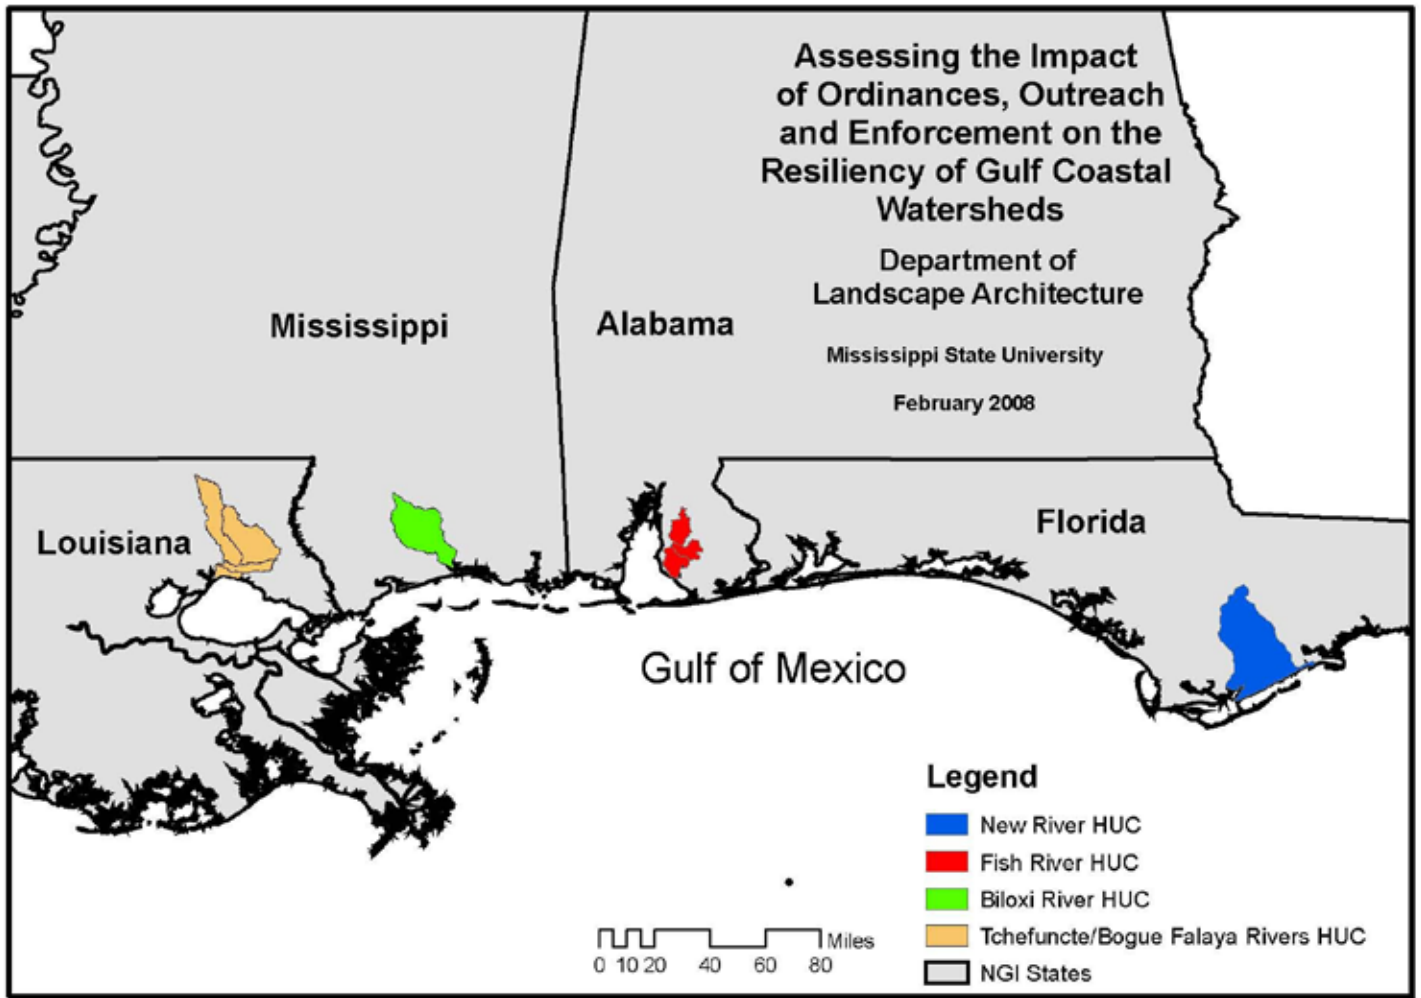 Assessing the Impact
of Ordinances, Outreach
and Enforcement on the
Resiliency of Gulf Coastal
Watersheds
Department of
Landscape Architecture
Mississippi State University
February 2008
Mississippi
Alabama
Louisiana
Florida
Gulf of Mexico
Legend
New River HUC
Fish River HUC
Biloxi River HUC
Tchefuncte/Bogue Falaya Rivers HUC
NGI States
Miles
0 10 20 40 60 80